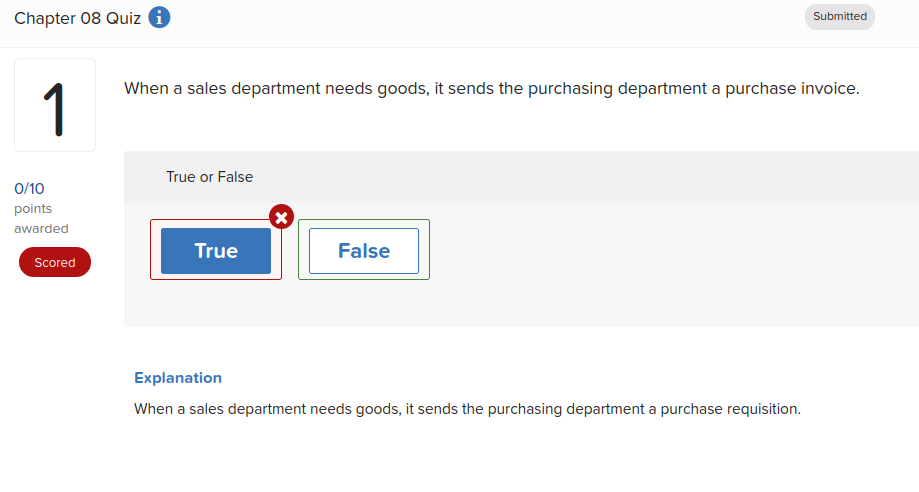 Chapter 08 Quiz i
Submitted
1
When a sales department needs goods, it sends the purchasing department a purchase invoice.
0/10
points
awarded
Scored
True or False
True
False
Explanation
When a sales department needs goods, it sends the purchasing department a purchase requisition.